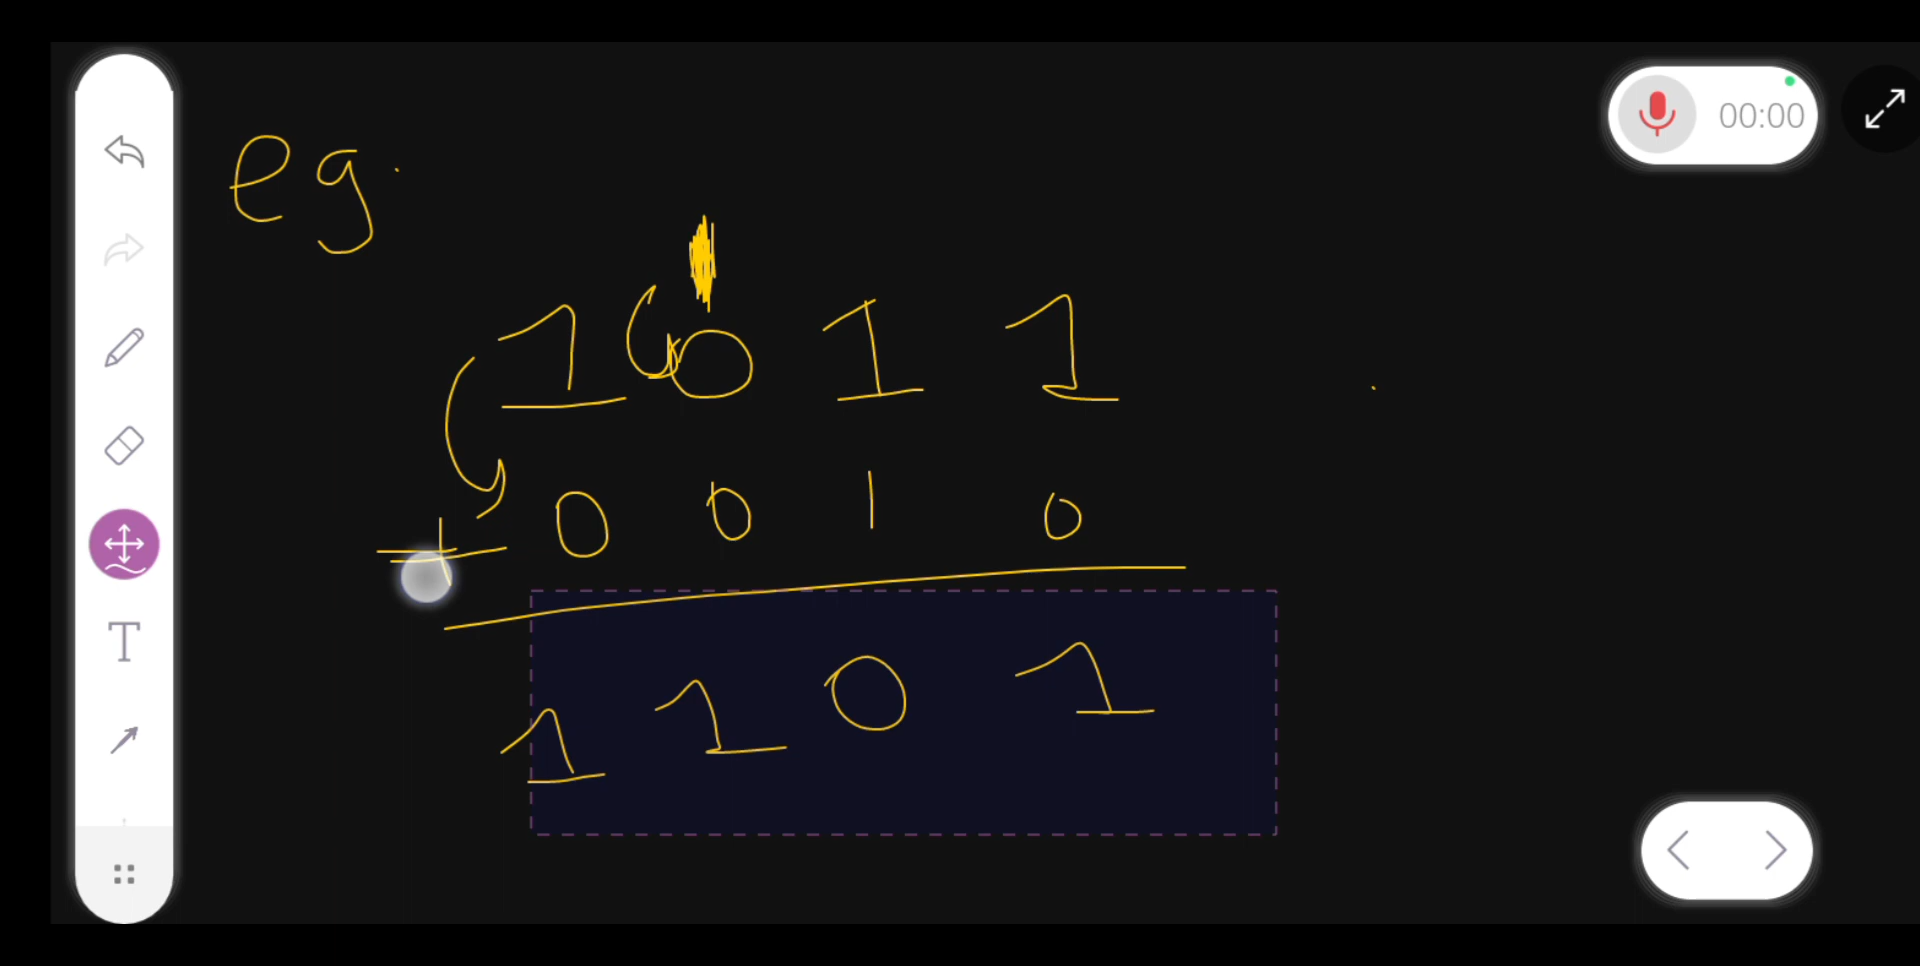 eg.
00:00
1 0 1 1
+ 0 0 1 0
1 1 0 1
T